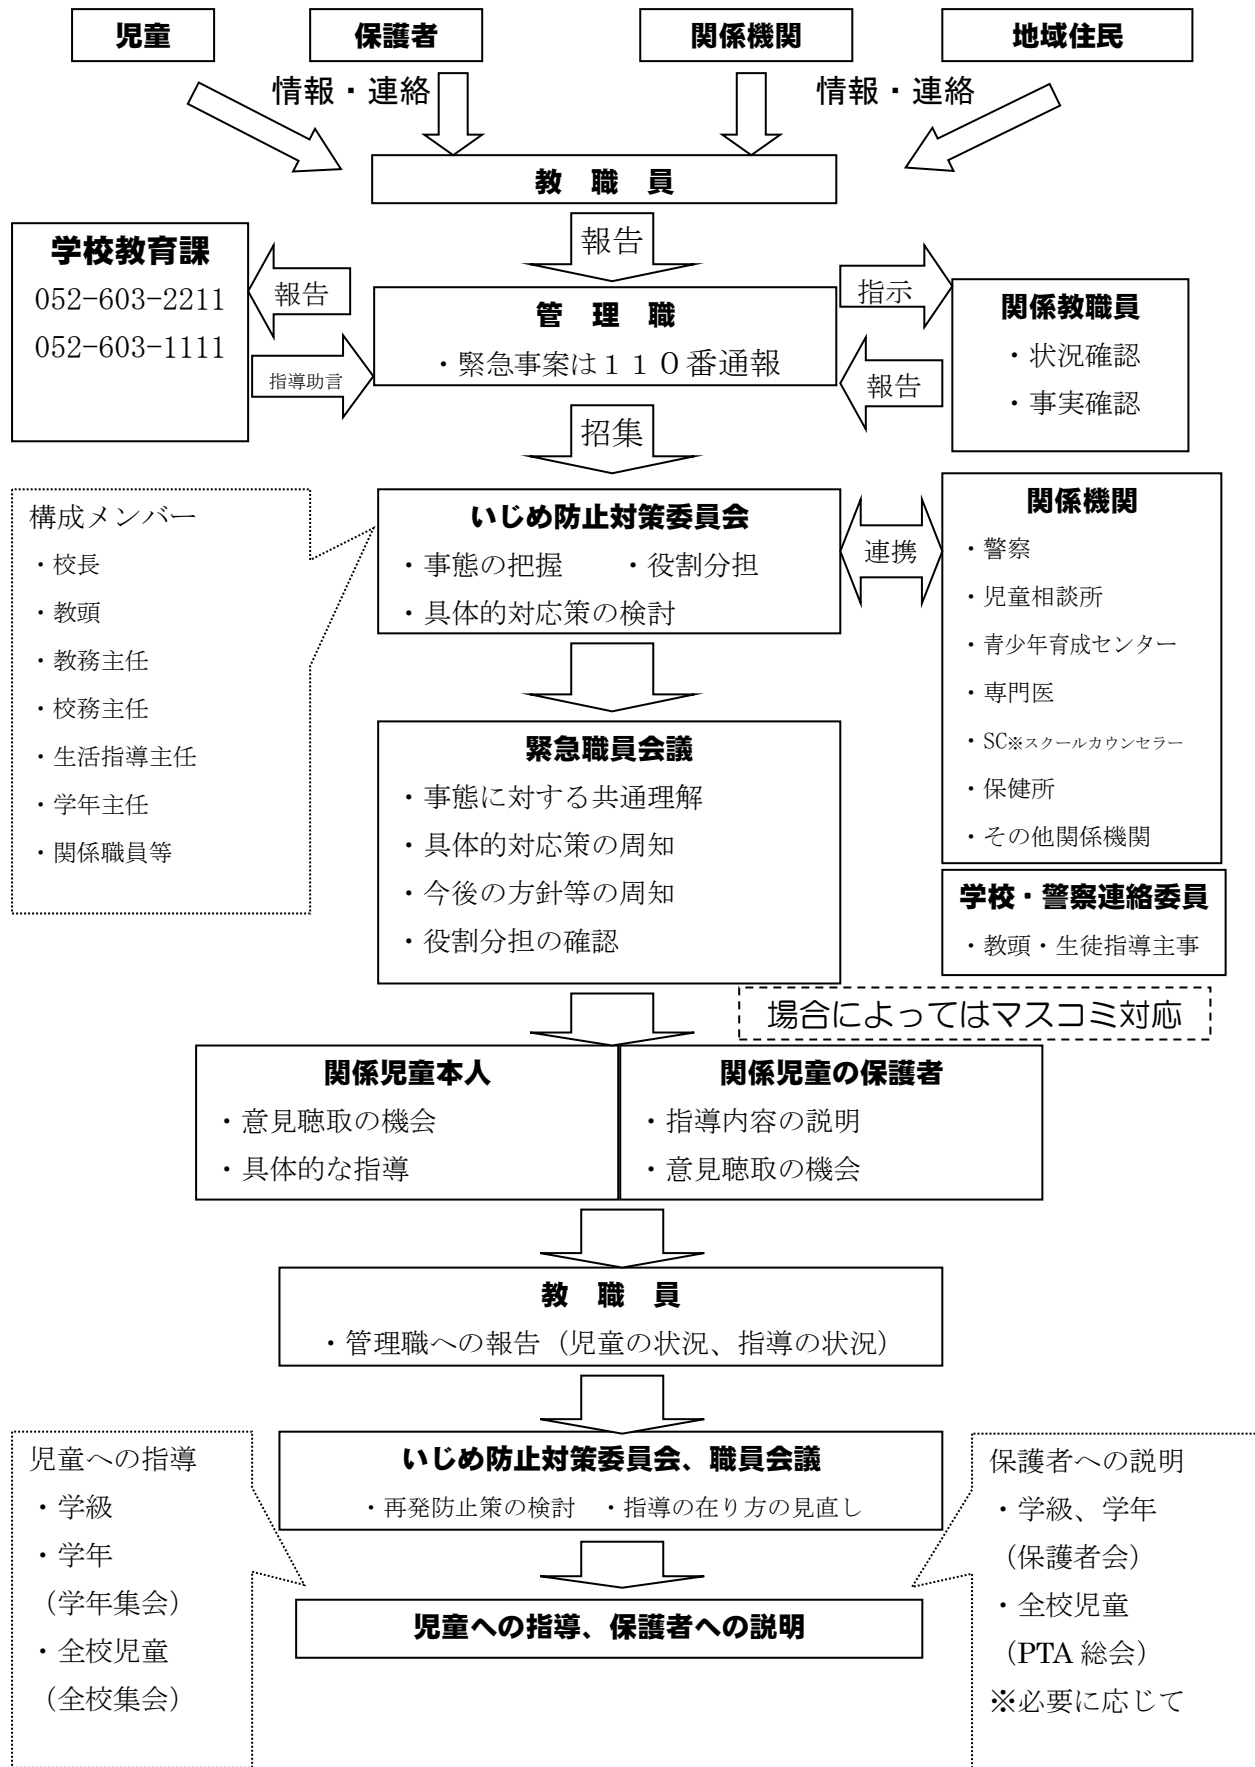 児童
保護者
関係機関
地域住民
情報・連絡
情報・連絡
教　職　員
報告
学校教育課
052-603-2211
052-603-1111
報告
指導助言
管　理　職
・緊急事案は１１０番通報
指示
報告
関係教職員
・状況確認
・事実確認
招集
構成メンバー
・校長
・教頭
・教務主任
・校務主任
・生活指導主任
・学年主任
・関係職員等
いじめ防止対策委員会
・事態の把握　　・役割分担
・具体的対応策の検討
連携
関係機関
・警察
・児童相談所
・青少年育成センター
・専門医
・SC※スクールカウンセラー
・保健所
・その他関係機関
学校・警察連絡委員
・教頭・生徒指導主事
緊急職員会議
・事態に対する共通理解
・具体的対応策の周知
・今後の方針等の周知
・役割分担の確認
場合によってはマスコミ対応
関係児童本人
・意見聴取の機会
・具体的な指導
関係児童の保護者
・指導内容の説明
・意見聴取の機会
教　職　員
・管理職への報告（児童の状況、指導の状況）
いじめ防止対策委員会、職員会議
・再発防止策の検討　・指導の在り方の見直し
児童への指導、保護者への説明
児童への指導
・学級
・学年
（学年集会）
・全校児童
（全校集会）
保護者への説明
・学級、学年
（保護者会）
・全校児童
（PTA 総会）
※必要に応じて